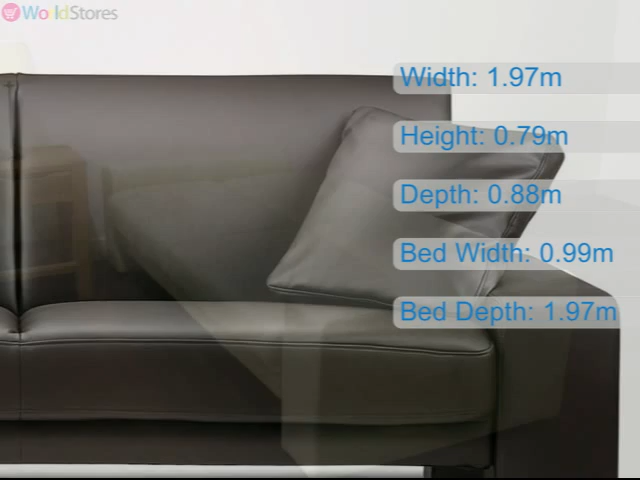 WorldStores
Width: 1.97m
Height: 0.79m
Depth: 0.88m
Bed Width: 0.99m
Bed Depth: 1.97m